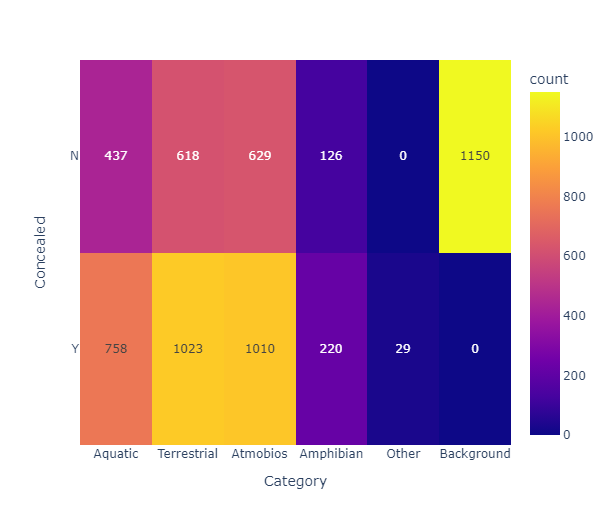 count
N 437 618 629 126 0 1150
1000
800
600
400
200
0
Concealed
Y 758 1023 1010 220 29 0
Aquatic Terrestrial Atmobios Amphibian Other Background
Category